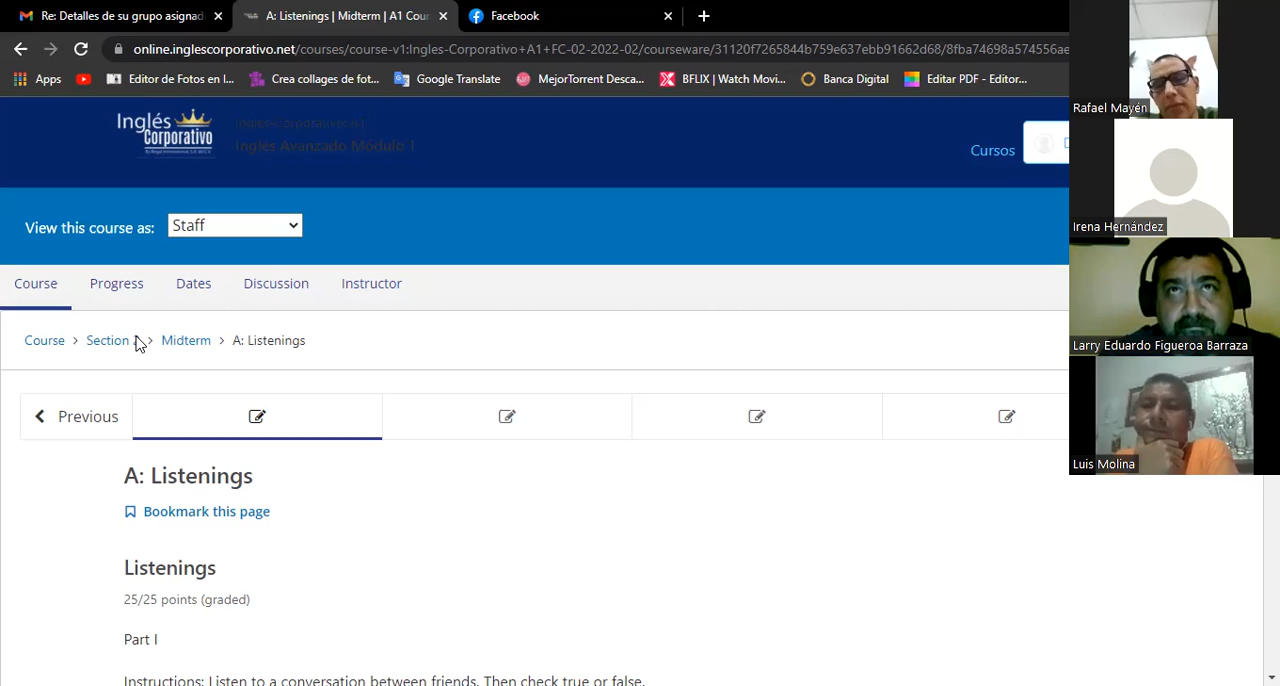 Re: Detalles de su grupo asignad
A: Listenings | Midterm | A1 Cour
Facebook
online.inglescorporativo.net/courses/course-v1:Ingles-Corporativo+A1+FC-02-2022-02/courseware/31120f7265844b759e637ebb91662d68/8fba74698a574556ae
Apps
Editor de Fotos en l...
Crea collages de fot...
Google Translate
MejorTorrent Desca...
BFLIX | Watch Movi...
Banca Digital
Editar PDF - Editor...
Inglés
Corporativo
Inglés Avanzado Módulo 1
Cursos
View this course as:
Staff
Course
Progress
Dates
Discussion
Instructor
Course > Section > Midterm > A: Listenings
Previous
A: Listenings
Bookmark this page
Listenings
25/25 points (graded)
Part I
Instructions: Listen to a conversation between friends. Then check true or false.
Rafael Mayén
Irena Hernández
Larry Eduardo Figueroa Barraza
Luis Molina